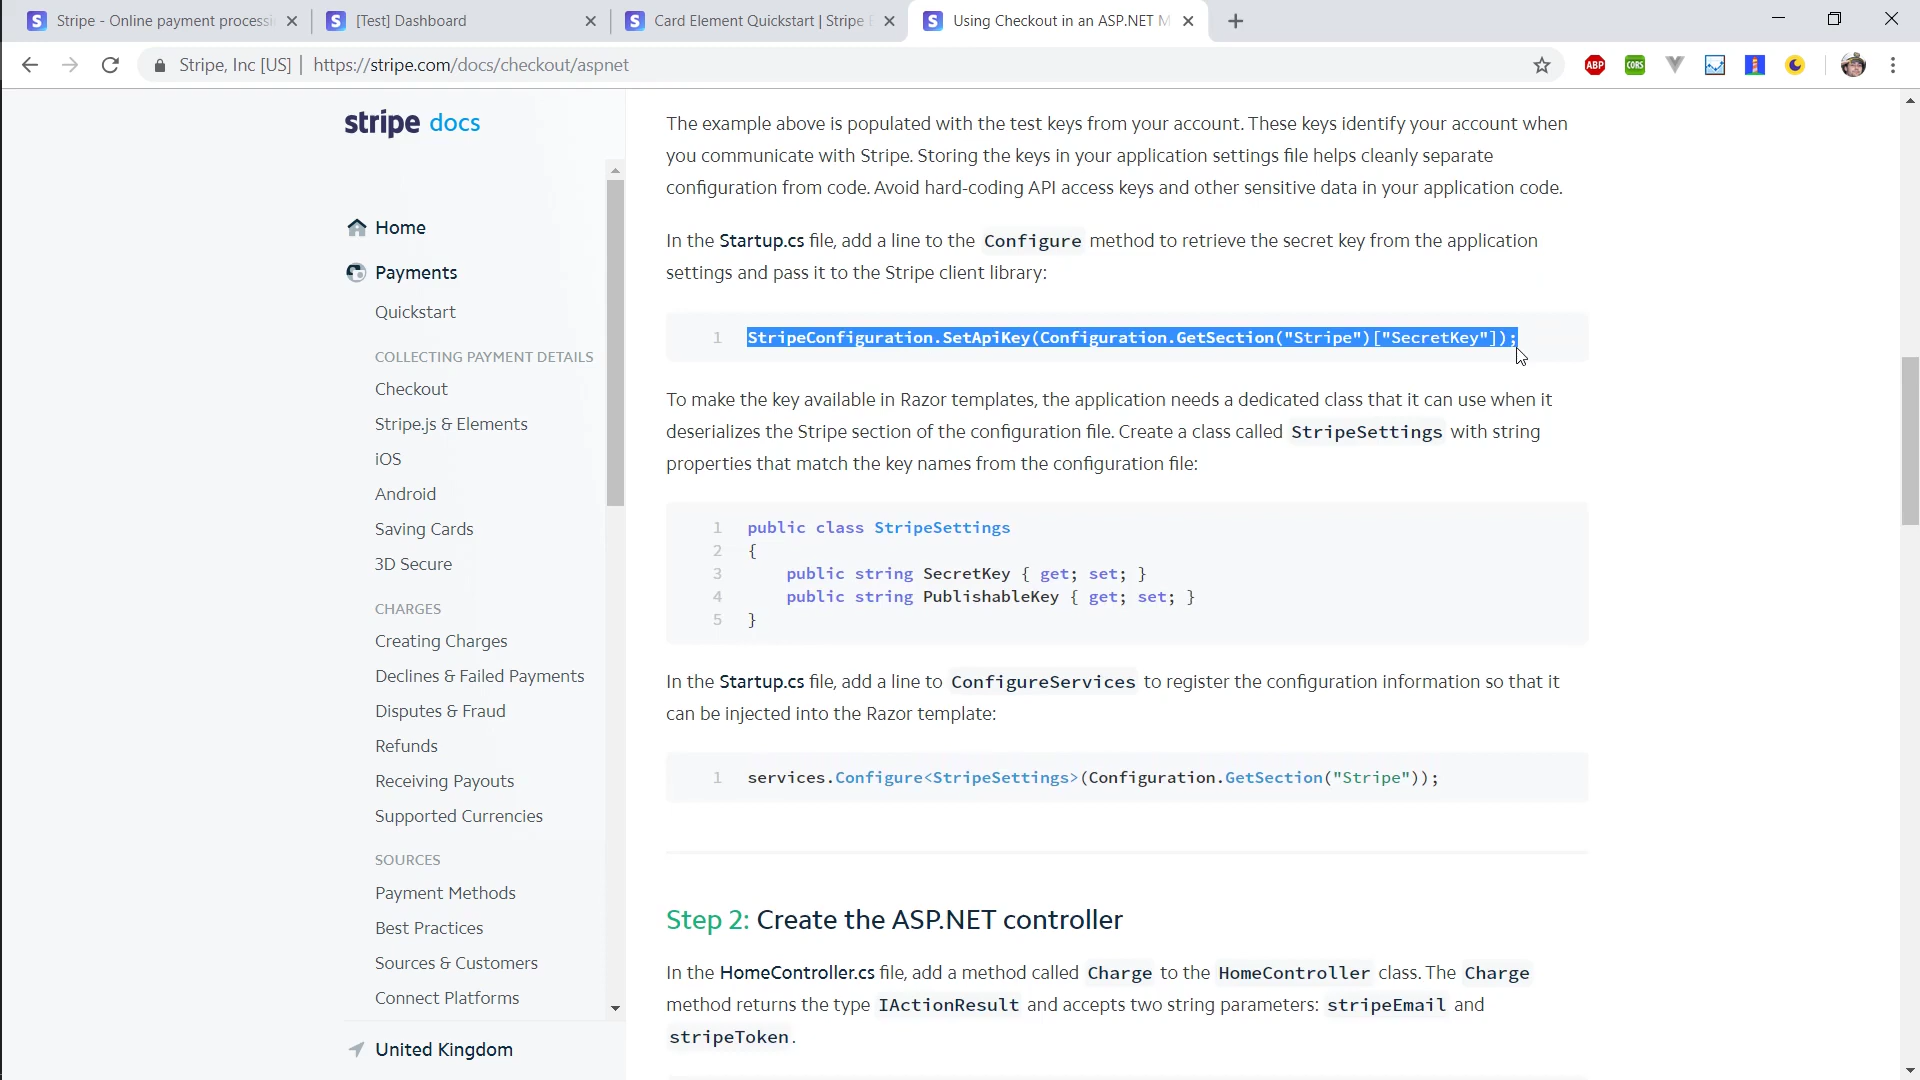 Stripe - Online payment processi
[Test] Dashboard
Card Element Quickstart | Stripe
Using Checkout in an ASP.NET M
Stripe, Inc [US] | https://stripe.com/docs/checkout/aspnet
ABP
CORS
stripe docs
Home
Payments
Quickstart
COLLECTING PAYMENT DETAILS
Checkout
Stripe.js & Elements
iOS
Android
Saving Cards
3D Secure
CHARGES
Creating Charges
Declines & Failed Payments
Disputes & Fraud
Refunds
Receiving Payouts
Supported Currencies
SOURCES
Payment Methods
Best Practices
Sources & Customers
Connect Platforms
United Kingdom
The example above is populated with the test keys from your account. These keys identify your account when
you communicate with Stripe. Storing the keys in your application settings file helps cleanly separate
configuration from code. Avoid hard-coding API access keys and other sensitive data in your application code.
In the Startup.cs file, add a line to the Configure method to retrieve the secret key from the application
settings and pass it to the Stripe client library:
1 StripeConfiguration.SetApiKey(Configuration.GetSection("Stripe")["SecretKey"]);
To make the key available in Razor templates, the application needs a dedicated class that it can use when it
deserializes the Stripe section of the configuration file. Create a class called StripeSettings with string
properties that match the key names from the configuration file:
1 public class StripeSettings
2 {
3 public string SecretKey { get; set; }
4 public string PublishableKey { get; set; }
5 }
In the Startup.cs file, add a line to ConfigureServices to register the configuration information so that it
can be injected into the Razor template:
1 services.Configure<StripeSettings>(Configuration.GetSection("Stripe"));
Step 2: Create the ASP.NET controller
In the HomeController.cs file, add a method called Charge to the HomeController class. The Charge
method returns the type IActionResult and accepts two string parameters: stripeEmail and
stripeToken.